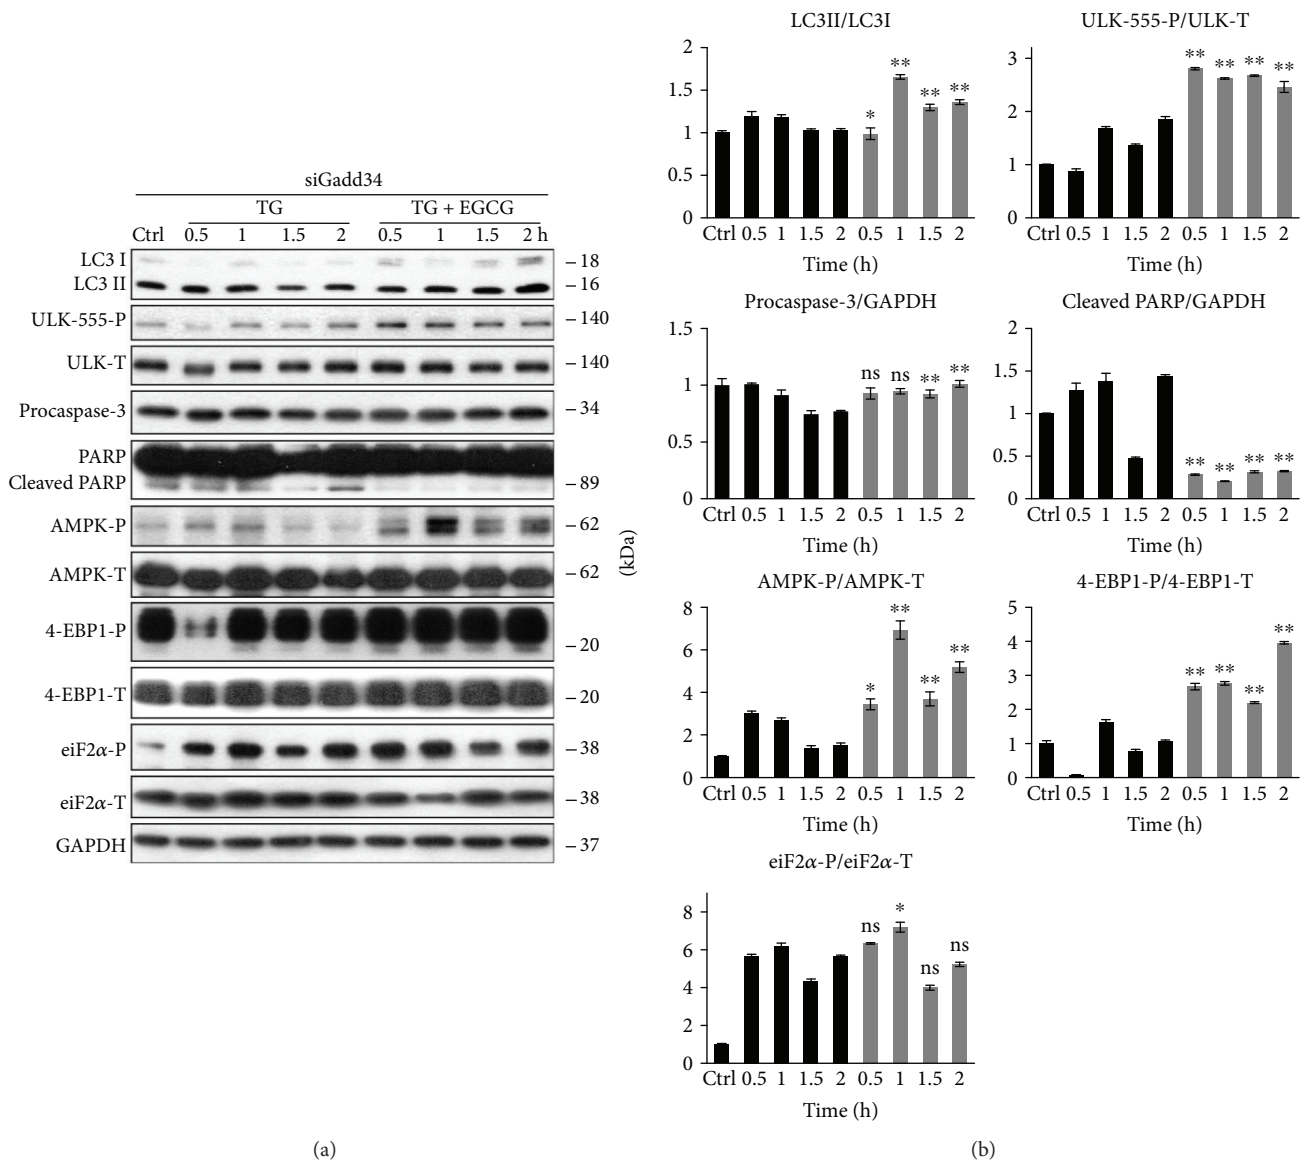 siGadd34
TG
TG + EGCG
Ctrl 0.5 1 1.5 2 0.5 1 1.5 2 h
LC3 I – 18
LC3 II – 16
ULK-555-P – 140
ULK-T – 140
Procaspase-3 – 34
PARP
Cleaved PARP – 89
AMPK-P – 62
AMPK-T – 62
4-EBP1-P – 20
4-EBP1-T – 20
eiF2α-P – 38
eiF2α-T – 38
GAPDH – 37
(kDa)
(a)
LC3II/LC3I
2
1.5
1
0.5
0
* ** ** **
Ctrl 0.5 1 1.5 2 0.5 1 1.5 2
Time (h)
ULK-555-P/ULK-T
3
2
1
0
** ** ** **
Ctrl 0.5 1 1.5 2 0.5 1 1.5 2
Time (h)
Procaspase-3/GAPDH
1.5
1
0.5
0
ns ns ** **
Ctrl 0.5 1 1.5 2 0.5 1 1.5 2
Time (h)
Cleaved PARP/GAPDH
2
1.5
1
0.5
0
** ** ** **
Ctrl 0.5 1 1.5 2 0.5 1 1.5 2
Time (h)
AMPK-P/AMPK-T
8
6
4
2
0
* ** ** **
Ctrl 0.5 1 1.5 2 0.5 1 1.5 2
Time (h)
4-EBP1-P/4-EBP1-T
5
4
3
2
1
0
** ** ** **
Ctrl 0.5 1 1.5 2 0.5 1 1.5 2
Time (h)
eiF2α-P/eiF2α-T
8
6
4
2
0
ns * ns ns
Ctrl 0.5 1 1.5 2 0.5 1 1.5 2
Time (h)
(b)